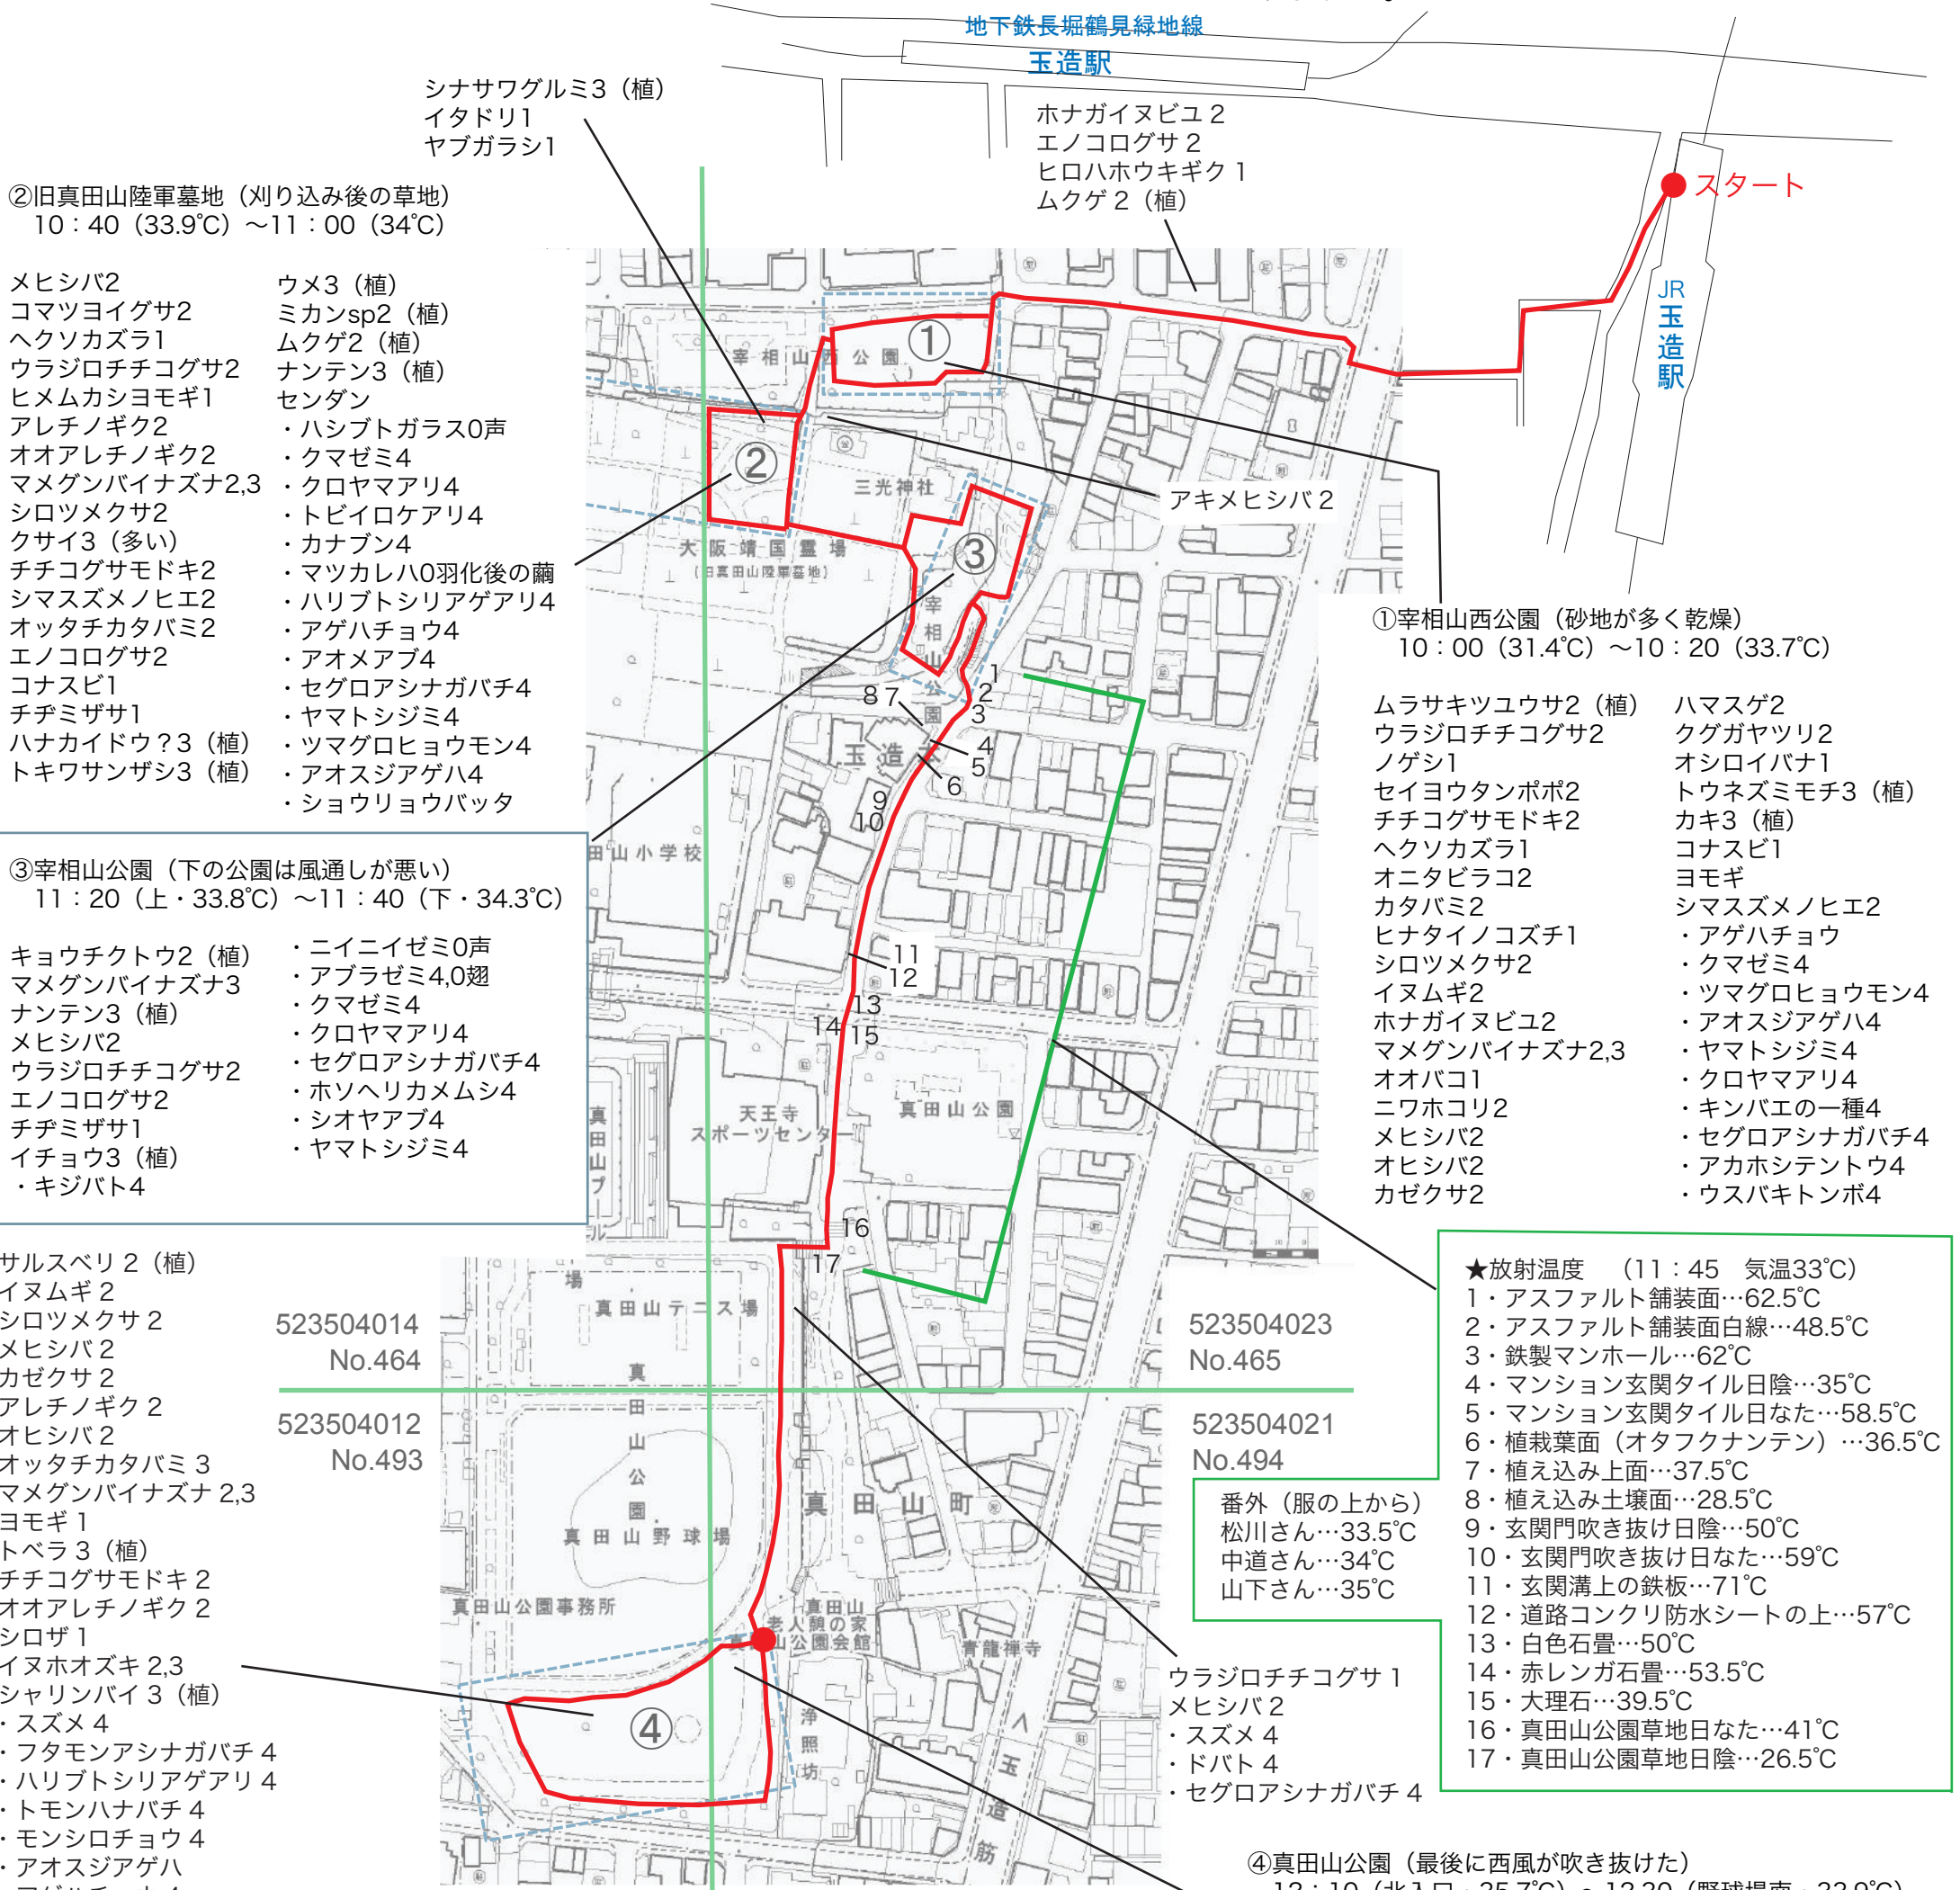 地下鉄長堀鶴見緑地線
玉造駅
シナサワグルミ3（植）
イタドリ1
ヤブガラシ1
ホナガイヌビユ 2
エノコログサ 2
ヒロハホウキギク 1
ムクゲ 2（植）
スタート
JR
玉造駅
②旧真田山陸軍墓地（刈り込み後の草地）
10：40（33.9℃）～11：00（34℃）
メヒシバ2
コマツヨイグサ2
ヘクソカズラ1
ウラジロチチコグサ2
ヒメムカシヨモギ1
アレチノギク2
オオアレチノギク2
マメグンバイナズナ2,3
シロツメクサ2
クサイ3（多い）
チチコグサモドキ2
シマスズメノヒエ2
オッタチカタバミ2
エノコログサ2
コナスビ1
チヂミザサ1
ハナカイドウ？3（植）
トキワサンザシ3（植）
ウメ3（植）
ミカンsp2（植）
ムクゲ2（植）
ナンテン3（植）
センダン
・ハシブトガラス0声
・クマゼミ4
・クロヤマアリ4
・トビイロケアリ4
・カナブン4
・マツカレハ0羽化後の繭
・ハリブトシリアゲアリ4
・アゲハチョウ4
・アオメアブ4
・セグロアシナガバチ4
・ヤマトシジミ4
・ツマグロヒョウモン4
・アオスジアゲハ4
・ショウリョウバッタ
①
宰相山西公園
②
三光神社
アキメヒシバ 2
大阪靖国霊場
（旧真田山陸軍墓地）
③
宰相山公園
1
2
3
8 7
4
5
6
玉造
9
10
11
12
13
14
15
16
17
田山小学校
天王寺
スポーツセンター
真田山公園
真田山プール
①宰相山西公園（砂地が多く乾燥）
10：00（31.4℃）～10：20（33.7℃）
ムラサキツユクサ2（植）
ウラジロチチコグサ2
ノゲシ1
セイヨウタンポポ2
チチコグサモドキ2
ヘクソカズラ1
オニタビラコ2
カタバミ2
ヒナタイノコズチ1
シロツメクサ2
イヌムギ2
ホナガイヌビユ2
マメグンバイナズナ2,3
オオバコ1
ニワホコリ2
メヒシバ2
オヒシバ2
カゼクサ2
ハマスゲ2
クグガヤツリ2
オシロイバナ1
トウネズミモチ3（植）
カキ3（植）
コナスビ1
ヨモギ
シマスズメノヒエ2
・アゲハチョウ
・クマゼミ4
・ツマグロヒョウモン4
・アオスジアゲハ4
・ヤマトシジミ4
・クロヤマアリ4
・キンバエの一種4
・セグロアシナガバチ4
・アカホシテントウ4
・ウスバキトンボ4
③宰相山公園（下の公園は風通しが悪い）
11：20（上・33.8℃）～11：40（下・34.3℃）
キョウチクトウ2（植）
マメグンバイナズナ3
ナンテン3（植）
メヒシバ2
ウラジロチチコグサ2
エノコログサ2
チヂミザサ1
イチョウ3（植）
・キジバト4
・ニイニイゼミ0声
・アブラゼミ4,0翅
・クマゼミ4
・クロヤマアリ4
・セグロアシナガバチ4
・ホソヘリカメムシ4
・シオヤアブ4
・ヤマトシジミ4
サルスベリ 2（植）
イヌムギ 2
シロツメクサ 2
メヒシバ 2
カゼクサ 2
アレチノギク 2
オヒシバ 2
オッタチカタバミ 3
マメグンバイナズナ 2,3
ヨモギ 1
トベラ 3（植）
チチコグサモドキ 2
オオアレチノギク 2
シロザ 1
イヌホオズキ 2,3
シャリンバイ 3（植）
・スズメ 4
・フタモンアシナガバチ 4
・ハリブトシリアゲアリ 4
・トモンハナバチ 4
・モンシロチョウ 4
・アオスジアゲハ
523504014
No.464
523504023
No.465
523504012
No.493
523504021
No.494
場
真田山テニス場
真田山公園
真田山野球場
真田山公園事務所
真田山町
真田山
老人憩の家
真田山公園会館
青龍禅寺
浄照坊
④
玉造筋
★放射温度　（11：45　気温33℃）
1・アスファルト舗装面…62.5℃
2・アスファルト舗装面白線…48.5℃
3・鉄製マンホール…62℃
4・マンション玄関タイル日陰…35℃
5・マンション玄関タイル日なた…58.5℃
6・植栽葉面（オタフクナンテン）…36.5℃
7・植え込み上面…37.5℃
8・植え込み土壌面…28.5℃
9・玄関門吹き抜け日陰…50℃
10・玄関門吹き抜け日なた…59℃
11・玄関溝上の鉄板…71℃
12・道路コンクリ防水シートの上…57℃
13・白色石畳…50℃
14・赤レンガ石畳…53.5℃
15・大理石…39.5℃
16・真田山公園草地日なた…41℃
17・真田山公園草地日陰…26.5℃
番外（服の上から）
松川さん…33.5℃
中道さん…34℃
山下さん…35℃
ウラジロチチコグサ 1
メヒシバ 2
・スズメ 4
・ドバト 4
・セグロアシナガバチ 4
④真田山公園（最後に西風が吹き抜けた）